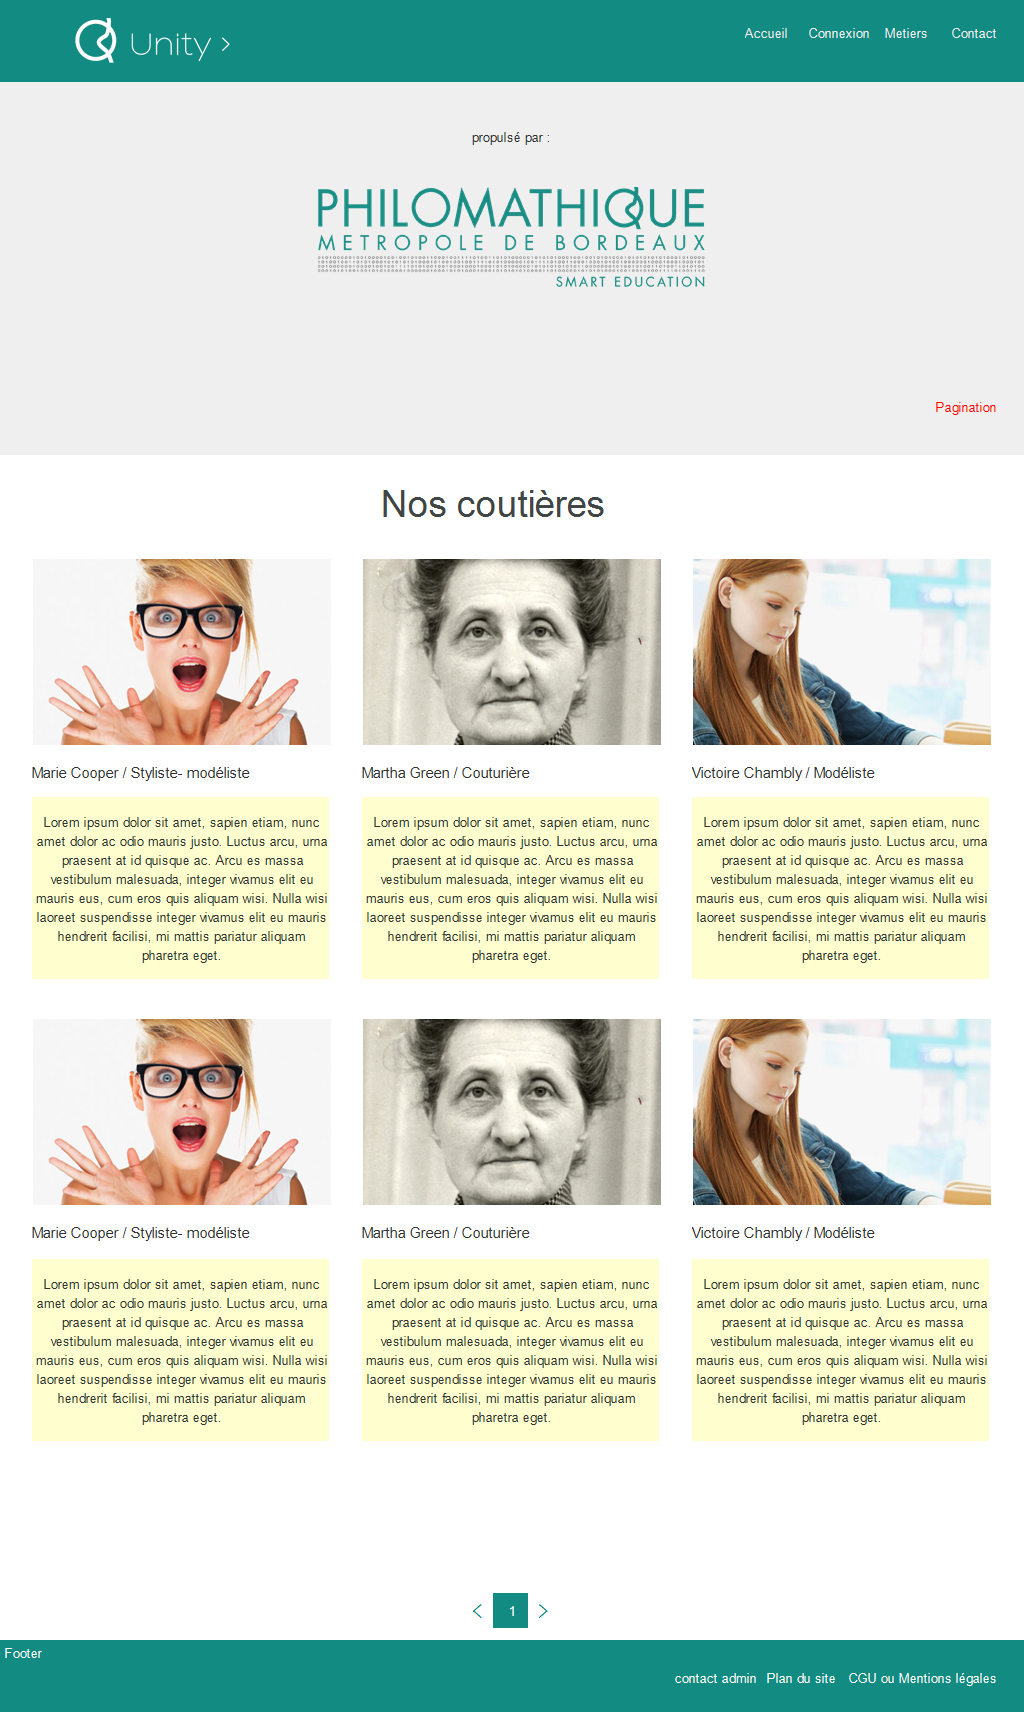 Unity >
Accueil Connexion Metiers Contact
propulsé par :
PHILOMATHIQUE
METROPOLE DE BORDEAUX
SMART EDUCATION
Pagination
Nos coutières
Marie Cooper / Styliste- modéliste
Lorem ipsum dolor sit amet, sapien etiam, nunc
amet dolor ac odio mauris justo. Luctus arcu, urna
praesent at id quisque ac. Arcu es massa
vestibulum malesuada, integer vivamus elit eu
mauris eus, cum eros quis aliquam wisi. Nulla wisi
laoreet suspendisse integer vivamus elit eu mauris
hendrerit facilisi, mi mattis pariatur aliquam
pharetra eget.
Martha Green / Couturière
Lorem ipsum dolor sit amet, sapien etiam, nunc
amet dolor ac odio mauris justo. Luctus arcu, urna
praesent at id quisque ac. Arcu es massa
vestibulum malesuada, integer vivamus elit eu
mauris eus, cum eros quis aliquam wisi. Nulla wisi
laoreet suspendisse integer vivamus elit eu mauris
hendrerit facilisi, mi mattis pariatur aliquam
pharetra eget.
Victoire Chambly / Modéliste
Lorem ipsum dolor sit amet, sapien etiam, nunc
amet dolor ac odio mauris justo. Luctus arcu, urna
praesent at id quisque ac. Arcu es massa
vestibulum malesuada, integer vivamus elit eu
mauris eus, cum eros quis aliquam wisi. Nulla wisi
laoreet suspendisse integer vivamus elit eu mauris
hendrerit facilisi, mi mattis pariatur aliquam
pharetra eget.
Marie Cooper / Styliste- modéliste
Lorem ipsum dolor sit amet, sapien etiam, nunc
amet dolor ac odio mauris justo. Luctus arcu, urna
praesent at id quisque ac. Arcu es massa
vestibulum malesuada, integer vivamus elit eu
mauris eus, cum eros quis aliquam wisi. Nulla wisi
laoreet suspendisse integer vivamus elit eu mauris
hendrerit facilisi, mi mattis pariatur aliquam
pharetra eget.
Martha Green / Couturière
Lorem ipsum dolor sit amet, sapien etiam, nunc
amet dolor ac odio mauris justo. Luctus arcu, urna
praesent at id quisque ac. Arcu es massa
vestibulum malesuada, integer vivamus elit eu
mauris eus, cum eros quis aliquam wisi. Nulla wisi
laoreet suspendisse integer vivamus elit eu mauris
hendrerit facilisi, mi mattis pariatur aliquam
pharetra eget.
Victoire Chambly / Modéliste
Lorem ipsum dolor sit amet, sapien etiam, nunc
amet dolor ac odio mauris justo. Luctus arcu, urna
praesent at id quisque ac. Arcu es massa
vestibulum malesuada, integer vivamus elit eu
mauris eus, cum eros quis aliquam wisi. Nulla wisi
laoreet suspendisse integer vivamus elit eu mauris
hendrerit facilisi, mi mattis pariatur aliquam
pharetra eget.
< 1 >
Footer
contact admin Plan du site CGU ou Mentions légales